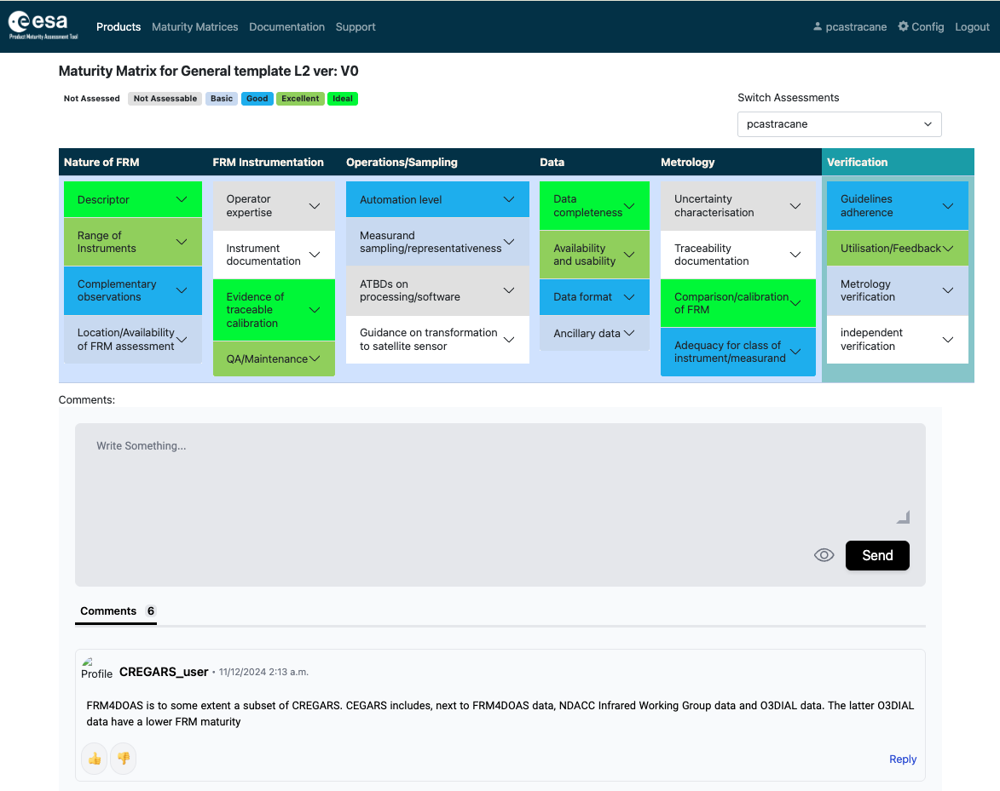 esa
Product Maturity Assessment Tool
Products Maturity Matrices Documentation Support
pcastracane Config Logout
Maturity Matrix for General template L2 ver: V0
Not Assessed Not Assessable Basic Good Excellent Ideal
Switch Assessments
pcastracane
Nature of FRM
Descriptor
Range of
Instruments
Complementary
observations
Location/Availability
of FRM assessment
FRM Instrumentation
Operator
expertise
Instrument
documentation
Evidence of
traceable
calibration
QA/Maintenance
Operations/Sampling
Automation level
Measurand
sampling/representativeness
ATBDs on
processing/software
Guidance on transformation
to satellite sensor
Data
Data
completeness
Availability
and usability
Data format
Ancillary data
Metrology
Uncertainty
characterisation
Traceability
documentation
Comparison/calibration
of FRM
Adequacy for class of
instrument/measurand
Verification
Guidelines
adherence
Utilisation/Feedback
Metrology
verification
independent
verification
Comments:
Write Something...
Send
Comments 6
Profile CREGARS_user · 11/12/2024 2:13 a.m.
FRM4DOAS is to some extent a subset of CREGARS. CEGARS includes, next to FRM4DOAS data, NDACC Infrared Working Group data and O3DIAL data. The latter O3DIAL
data have a lower FRM maturity
Reply